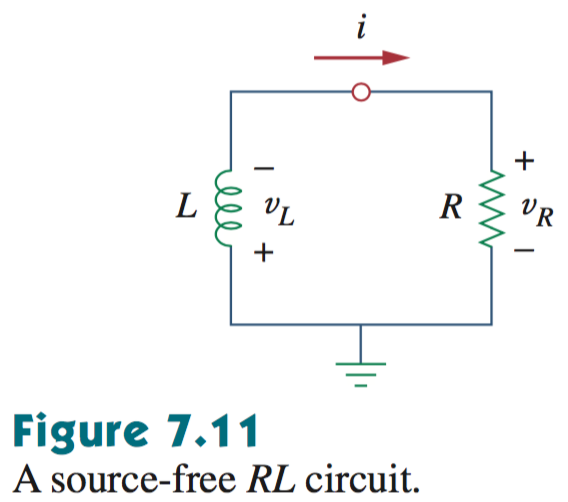 i
−
+
L
v_L
R
v_R
+
−
Figure 7.11
A source-free RL circuit.